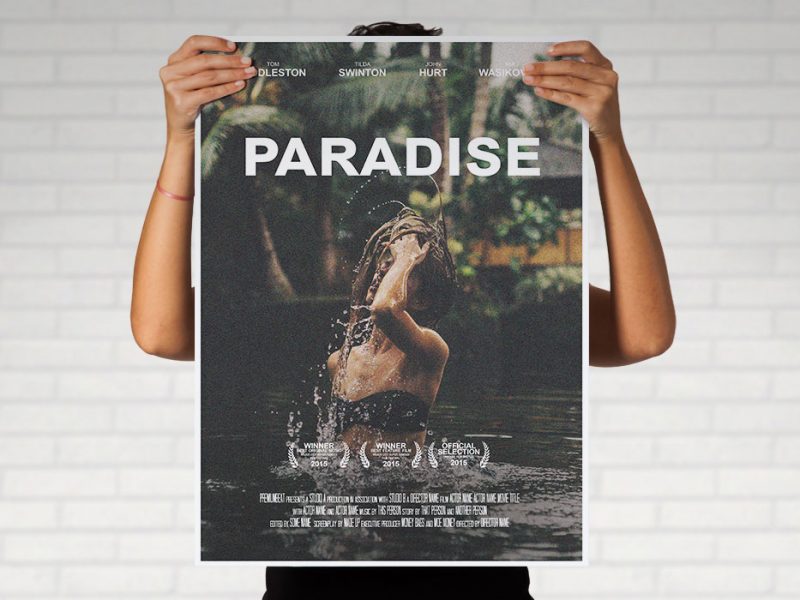 TOM TILDA JOHN
DLESTON SWINTON HURT WASIKOW
PARADISE
WINNER
2015
WINNER
BEST FEATURE FILM
2015
OFFICIAL
SELECTION
2015
PRESENTS A STUDIO A PRODUCTION IN ASSOCIATION WITH STUDIO B A DIRECTOR NAME FILM ACTOR NAME ACTOR NAME MOVIE TITLE
WITH ACTOR NAME AND ACTOR NAME MUSIC BY THIS PERSON STORY BY THAT PERSON AND ANOTHER PERSON
EDITED BY SOME NAME SCREENPLAY BY MADE UP EXECUTIVE PRODUCER MONEY BAGS AND MOE MONEY DIRECTED BY DIRECTOR NAME